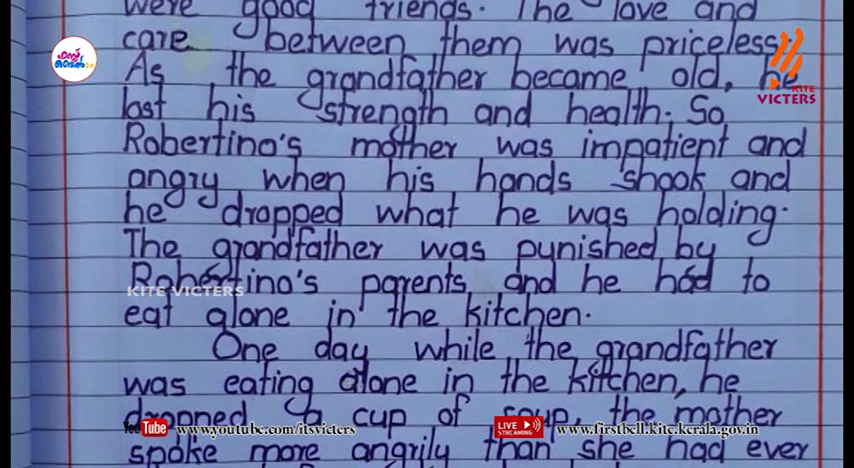 were good friends. The love and
care between them was priceless
As the grandfather became old, he
lost his strength and health. So
Robertino's mother was impatient and
angry when his hands shook and
he dropped what he was holding.
The grandfather was punished by
Robertino's parents and he had to
eat alone in the kitchen.
One day while the grandfather
was eating alone in the kitchen, he
dropped a cup of soup, the mother
spoke more angrily than she had ever
KITE
VICTERS
KITE VICTERS
YouTube www.youtube.com/itsvicters
LIVE
STREAMING
www.firstbell.kite.kerala.gov.in